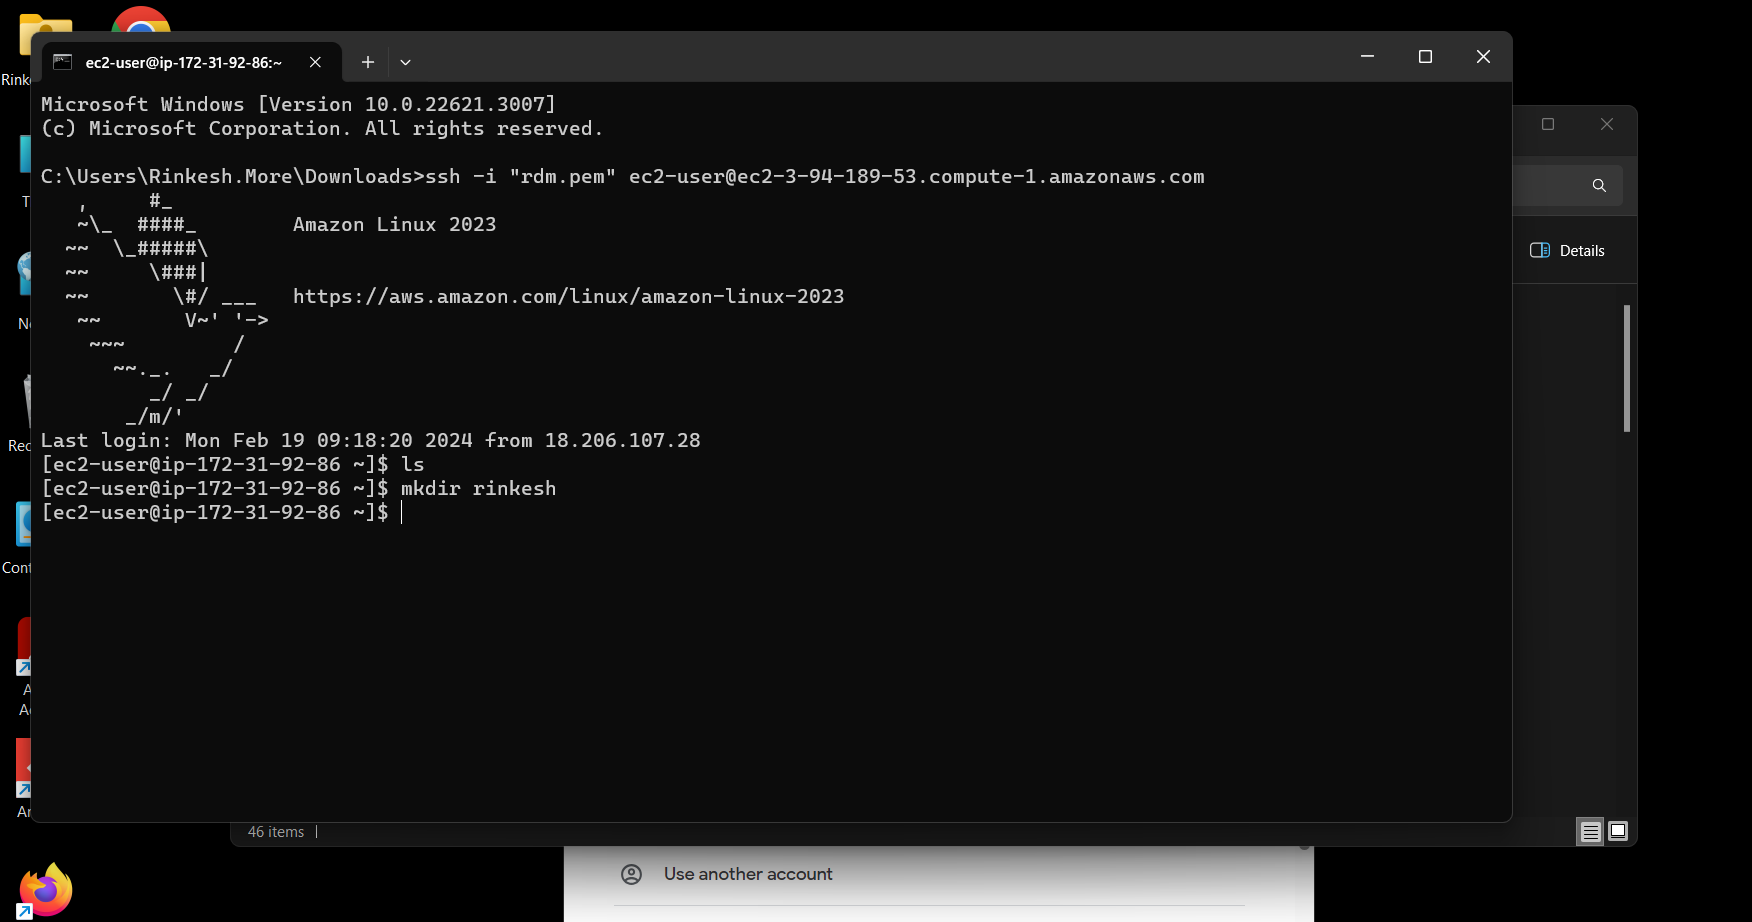 ec2-user@ip-172-31-92-86:~
Microsoft Windows [Version 10.0.22621.3007]
(c) Microsoft Corporation. All rights reserved.
C:\Users\Rinkesh.More\Downloads>ssh -i "rdm.pem" ec2-user@ec2-3-94-189-53.compute-1.amazonaws.com
   ,     #_
   ~\_  ####_        Amazon Linux 2023
  ~~  \_#####\
  ~~     \###|
  ~~       \#/ ___   https://aws.amazon.com/linux/amazon-linux-2023
   ~~       V~' '->
    ~~~         /
      ~~._.   _/
         _/ _/
       _/m/'
Last login: Mon Feb 19 09:18:20 2024 from 18.206.107.28
[ec2-user@ip-172-31-92-86 ~]$ ls
[ec2-user@ip-172-31-92-86 ~]$ mkdir rinkesh
[ec2-user@ip-172-31-92-86 ~]$
Details
46 items
Use another account